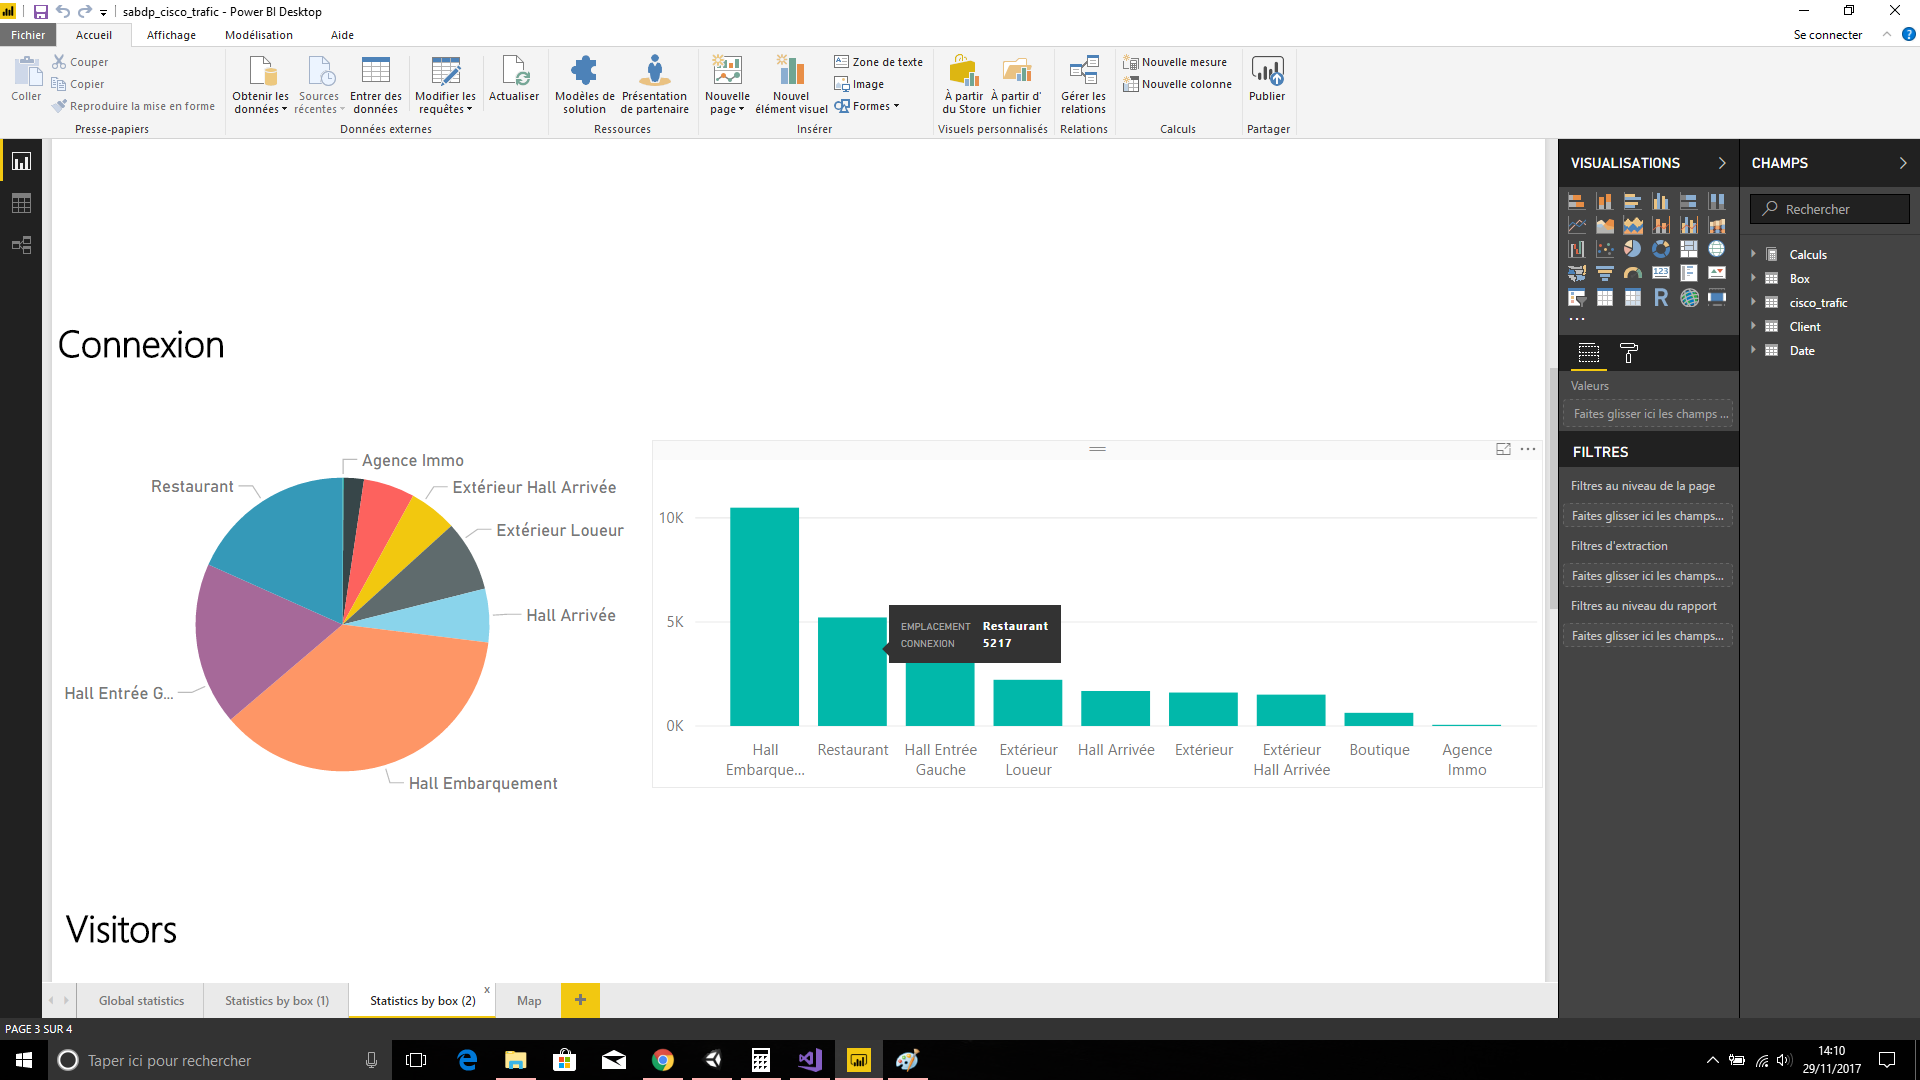 sabdp_cisco_trafic - Power BI Desktop
Fichier Accueil Affichage Modélisation Aide Se connecter
Coller
Couper
Copier
Reproduire la mise en forme
Presse-papiers
Obtenir les données
Sources récentes
Entrer des données
Modifier les requêtes
Actualiser
Données externes
Modèles de solution
Présentation de partenaire
Ressources
Nouvelle page
Nouvel élément visuel
Zone de texte
Image
Formes
Insérer
À partir du Store
À partir d' un fichier
Visuels personnalisés
Gérer les relations
Relations
Nouvelle mesure
Nouvelle colonne
Calculs
Publier
Partager
Connexion
Agence Immo
Restaurant
Extérieur Hall Arrivée
Extérieur Loueur
Hall Arrivée
Hall Entrée G...
Hall Embarquement
10K
5K
0K
EMPLACEMENT Restaurant
CONNEXION 5217
Hall Embarque...
Restaurant
Hall Entrée Gauche
Extérieur Loueur
Hall Arrivée
Extérieur
Extérieur Hall Arrivée
Boutique
Agence Immo
Visitors
VISUALISATIONS
123
R
Valeurs
Faites glisser ici les champs ...
FILTRES
Filtres au niveau de la page
Faites glisser ici les champs...
Filtres d'extraction
Faites glisser ici les champs...
Filtres au niveau du rapport
Faites glisser ici les champs...
CHAMPS
Rechercher
Calculs
Box
cisco_trafic
Client
Date
Global statistics Statistics by box (1) Statistics by box (2) x Map +
PAGE 3 SUR 4
Taper ici pour rechercher
14:10
29/11/2017